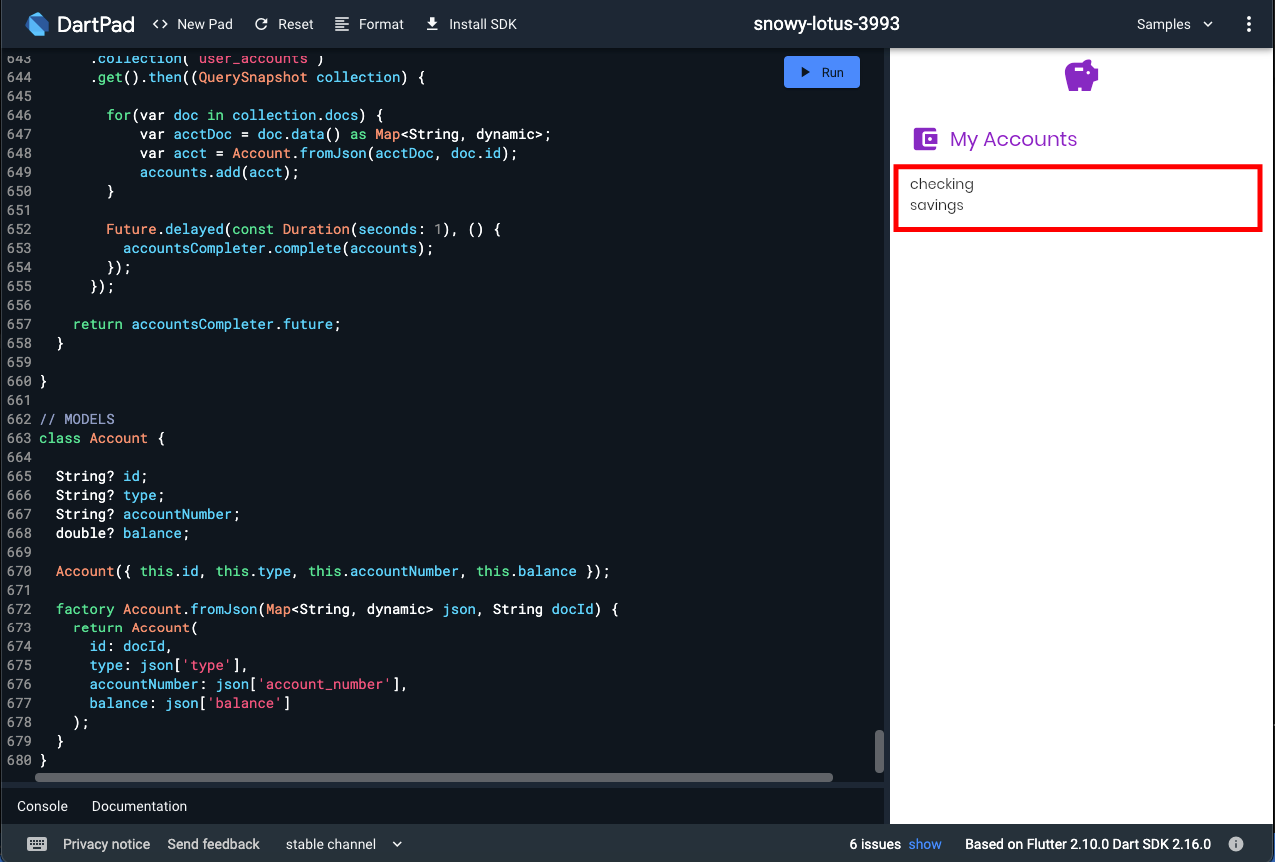 DartPad
<> New Pad
Reset
Format
Install SDK
snowy-lotus-3993
Samples
643 .collection('user_accounts')
644 .get().then((QuerySnapshot collection) {
645
646 for(var doc in collection.docs) {
647 var acctDoc = doc.data() as Map<String, dynamic>;
648 var acct = Account.fromJson(acctDoc, doc.id);
649 accounts.add(acct);
650 }
651
652 Future.delayed(const Duration(seconds: 1), () {
653 accountsCompleter.complete(accounts);
654 });
655 });
656
657 return accountsCompleter.future;
658 }
659
660 }
661
662 // MODELS
663 class Account {
664
665 String? id;
666 String? type;
667 String? accountNumber;
668 double? balance;
669
670 Account({ this.id, this.type, this.accountNumber, this.balance });
671
672 factory Account.fromJson(Map<String, dynamic> json, String docId) {
673 return Account(
674 id: docId,
675 type: json['type'],
676 accountNumber: json['account_number'],
677 balance: json['balance']
678 );
679 }
680 }
Run
My Accounts
checking
savings
Console
Documentation
Privacy notice
Send feedback
stable channel
6 issues show
Based on Flutter 2.10.0 Dart SDK 2.16.0